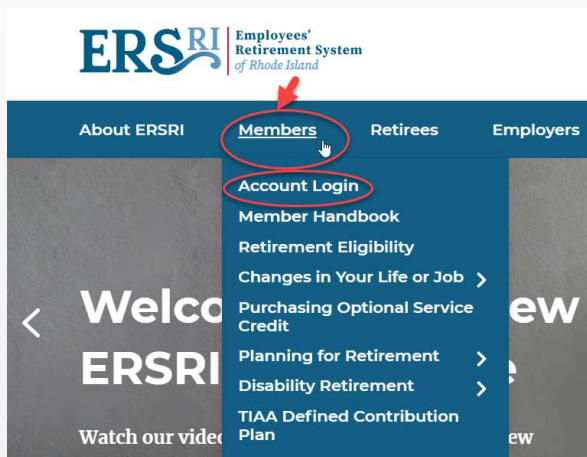 ERSRI
Employees'
Retirement System
of Rhode Island
About ERSRI Members Retirees Employers
Account Login
Member Handbook
Retirement Eligibility
Changes in Your Life or Job
Purchasing Optional Service
Credit
Planning for Retirement
Disability Retirement
TIAA Defined Contribution
Plan
Welco ew
ERSRI e
Watch our video ew